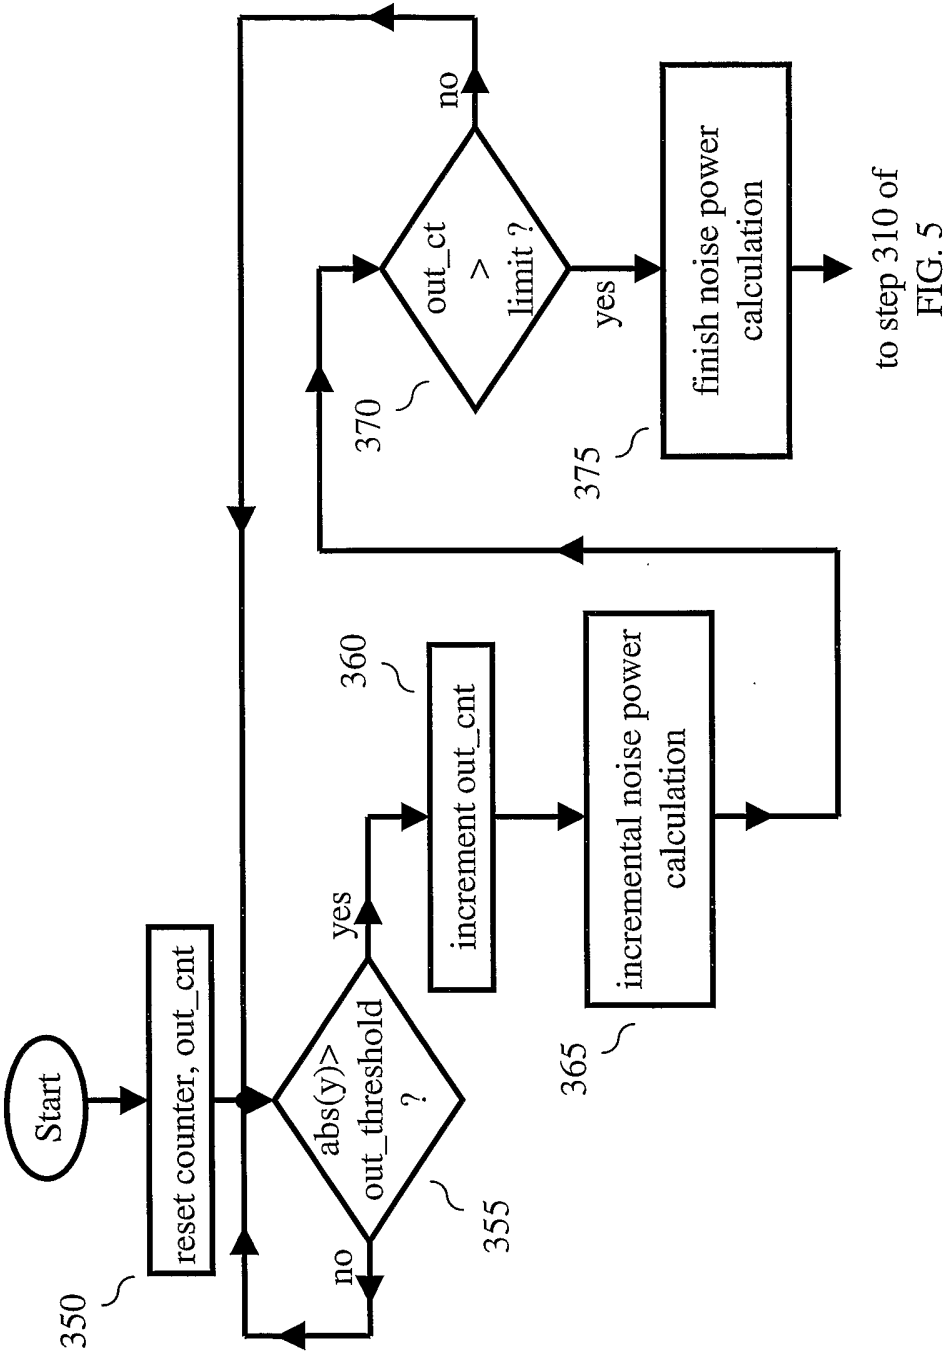 Start
350
reset counter, out_cnt
abs(y)>
out_threshold
?
355
no
yes
360
increment out_cnt
365
incremental noise power
calculation
370
out_ct
>
limit ?
no
yes
375
finish noise power
calculation
to step 310 of
FIG. 5